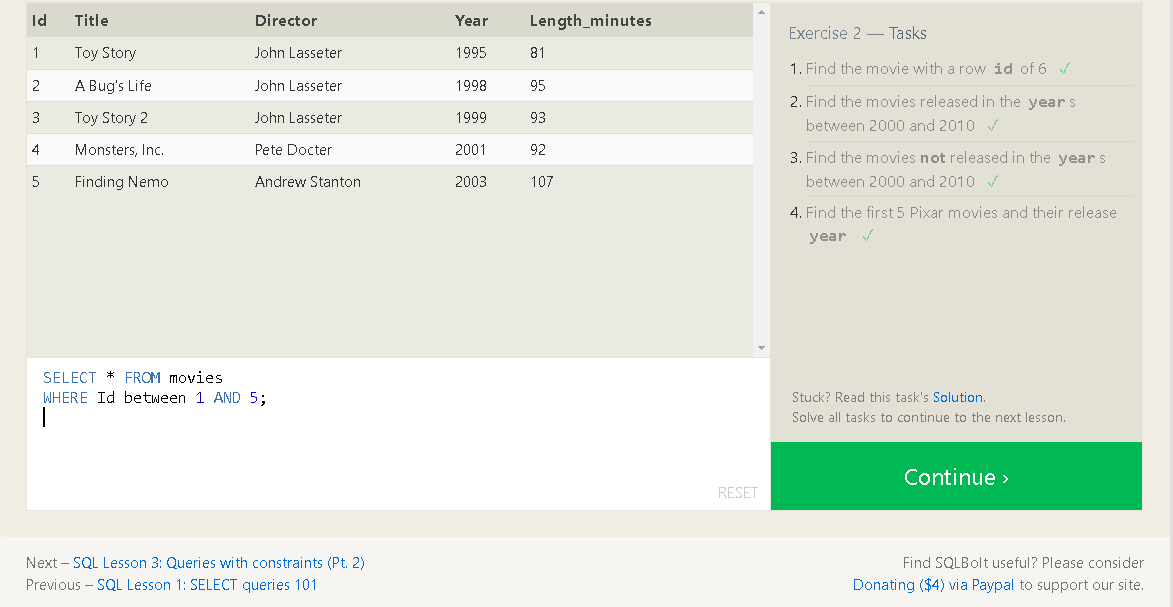 Id Title Director Year Length_minutes
1 Toy Story John Lasseter 1995 81
2 A Bug's Life John Lasseter 1998 95
3 Toy Story 2 John Lasseter 1999 93
4 Monsters, Inc. Pete Docter 2001 92
5 Finding Nemo Andrew Stanton 2003 107
SELECT * FROM movies
WHERE Id between 1 AND 5;
RESET
Exercise 2 — Tasks
1. Find the movie with a row id of 6 ✓
2. Find the movies released in the year s
between 2000 and 2010 ✓
3. Find the movies not released in the year s
between 2000 and 2010 ✓
4. Find the first 5 Pixar movies and their release
year ✓
Stuck? Read this task's Solution.
Solve all tasks to continue to the next lesson.
Continue ›
Next – SQL Lesson 3: Queries with constraints (Pt. 2)
Previous – SQL Lesson 1: SELECT queries 101
Find SQLBolt useful? Please consider
Donating ($4) via Paypal to support our site.